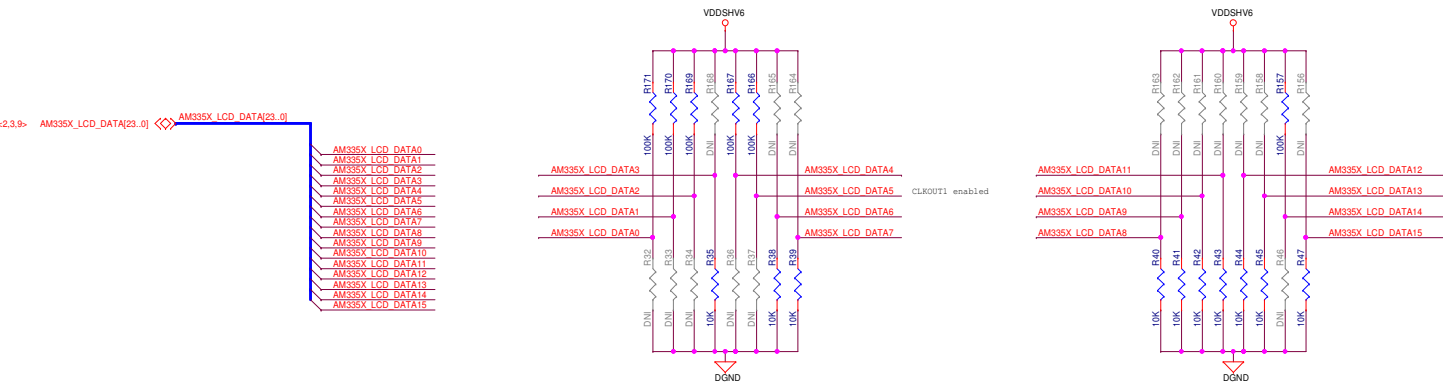 <2,3,9> AM335X_LCD_DATA[23..0] AM335X_LCD_DATA[23..0]
AM335X_LCD_DATA0
AM335X_LCD_DATA1
AM335X_LCD_DATA2
AM335X_LCD_DATA3
AM335X_LCD_DATA4
AM335X_LCD_DATA5
AM335X_LCD_DATA6
AM335X_LCD_DATA7
AM335X_LCD_DATA8
AM335X_LCD_DATA9
AM335X_LCD_DATA10
AM335X_LCD_DATA11
AM335X_LCD_DATA12
AM335X_LCD_DATA13
AM335X_LCD_DATA14
AM335X_LCD_DATA15
VDDSHV6
R171 R170 R169 R168 R167 R166 R165 R164
100K 100K 100K DNI 100K 100K DNI DNI
AM335X_LCD_DATA3 AM335X_LCD_DATA4
AM335X_LCD_DATA2 AM335X_LCD_DATA5 CLKOUT1 enabled
AM335X_LCD_DATA1 AM335X_LCD_DATA6
AM335X_LCD_DATA0 AM335X_LCD_DATA7
R32 R33 R34 R35 R36 R37 R38 R39
DNI DNI DNI 10K DNI DNI 10K 10K
DGND
VDDSHV6
R163 R162 R161 R160 R159 R158 R157 R156
DNI DNI DNI DNI DNI DNI 100K DNI
AM335X_LCD_DATA11 AM335X_LCD_DATA12
AM335X_LCD_DATA10 AM335X_LCD_DATA13
AM335X_LCD_DATA9 AM335X_LCD_DATA14
AM335X_LCD_DATA8 AM335X_LCD_DATA15
R40 R41 R42 R43 R44 R45 R46 R47
10K 10K 10K 10K 10K 10K DNI 10K
DGND